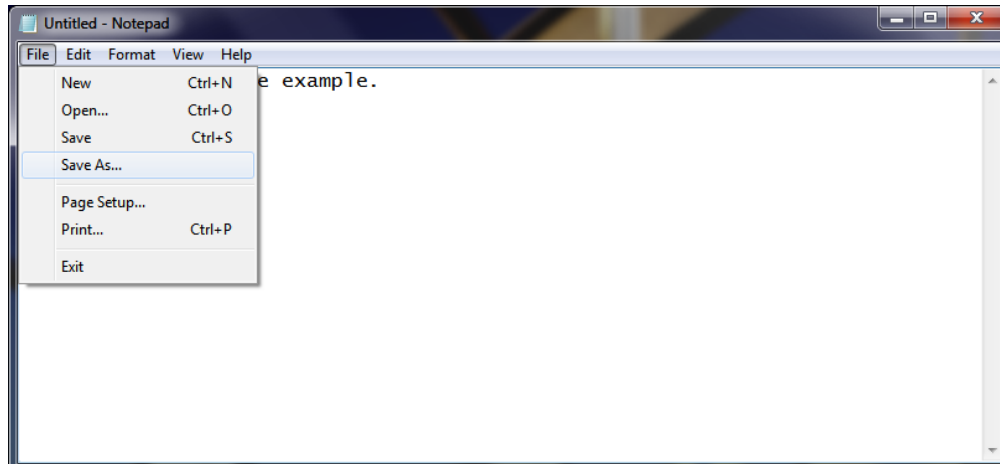 Untitled - Notepad
File Edit Format View Help
e example.
New Ctrl+N
Open... Ctrl+O
Save Ctrl+S
Save As...
Page Setup...
Print... Ctrl+P
Exit